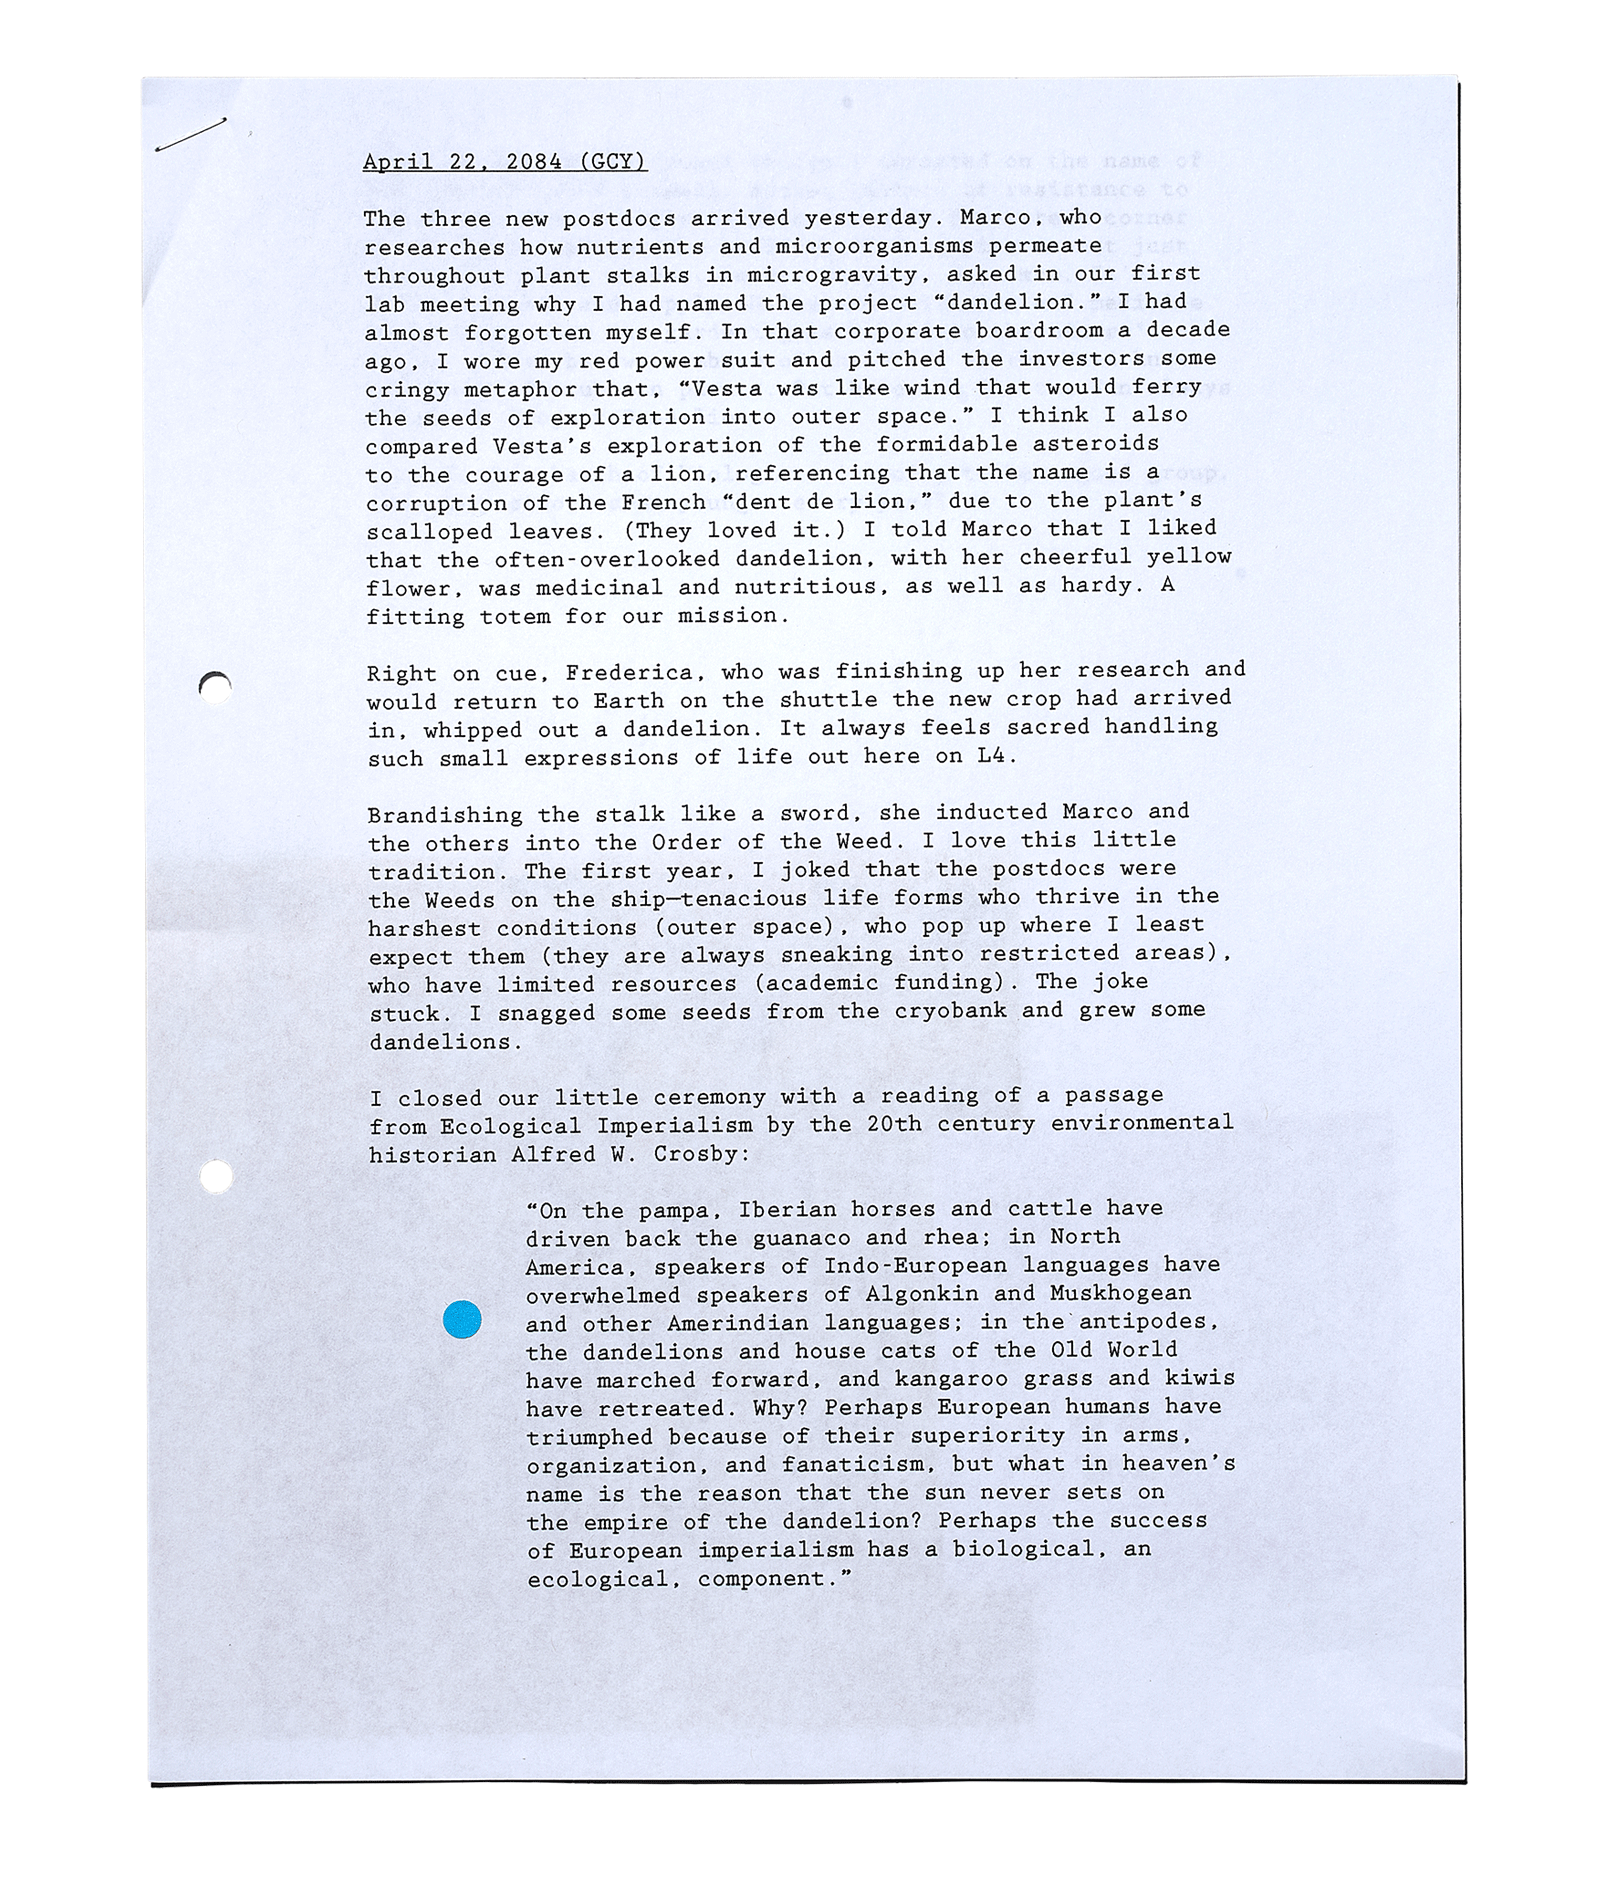 April 22, 2084 (GCY)
The three new postdocs arrived yesterday. Marco, who
researches how nutrients and microorganisms permeate
throughout plant stalks in microgravity, asked in our first
lab meeting why I had named the project “dandelion.” I had
almost forgotten myself. In that corporate boardroom a decade
ago, I wore my red power suit and pitched the investors some
cringy metaphor that, “Vesta was like wind that would ferry
the seeds of exploration into outer space.” I think I also
compared Vesta’s exploration of the formidable asteroids
to the courage of a lion, referencing that the name is a
corruption of the French “dent de lion,” due to the plant’s
scalloped leaves. (They loved it.) I told Marco that I liked
that the often-overlooked dandelion, with her cheerful yellow
flower, was medicinal and nutritious, as well as hardy. A
fitting totem for our mission.
Right on cue, Frederica, who was finishing up her research and
would return to Earth on the shuttle the new crop had arrived
in, whipped out a dandelion. It always feels sacred handling
such small expressions of life out here on L4.
Brandishing the stalk like a sword, she inducted Marco and
the others into the Order of the Weed. I love this little
tradition. The first year, I joked that the postdocs were
the Weeds on the ship—tenacious life forms who thrive in the
harshest conditions (outer space), who pop up where I least
expect them (they are always sneaking into restricted areas),
who have limited resources (academic funding). The joke
stuck. I snagged some seeds from the cryobank and grew some
dandelions.
I closed our little ceremony with a reading of a passage
from Ecological Imperialism by the 20th century environmental
historian Alfred W. Crosby:
“On the pampa, Iberian horses and cattle have
driven back the guanaco and rhea; in North
America, speakers of Indo-European languages have
overwhelmed speakers of Algonkin and Muskhogean
and other Amerindian languages; in the antipodes,
the dandelions and house cats of the Old World
have marched forward, and kangaroo grass and kiwis
have retreated. Why? Perhaps European humans have
triumphed because of their superiority in arms,
organization, and fanaticism, but what in heaven’s
name is the reason that the sun never sets on
the empire of the dandelion? Perhaps the success
of European imperialism has a biological, an
ecological, component.”